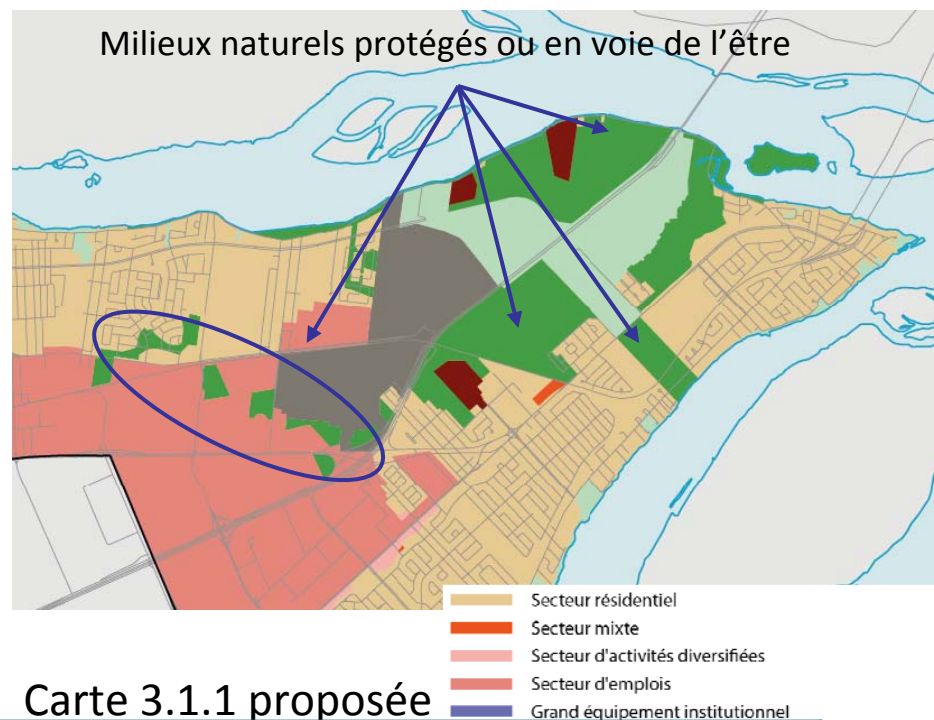 Milieux naturels protégés ou en voie de l’être
Secteur résidentiel
Secteur mixte
Secteur d'activités diversifiées
Secteur d'emplois
Grand équipement institutionnel
Carte 3.1.1 proposée